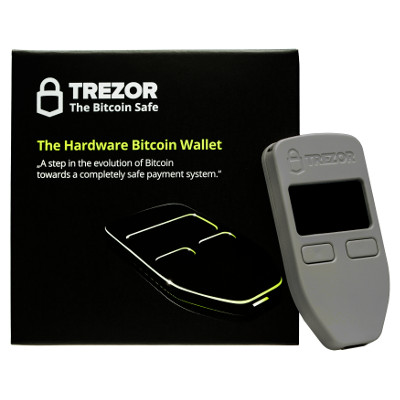 TREZOR
The Bitcoin Safe
The Hardware Bitcoin Wallet
„A step in the evolution of Bitcoin
towards a completely safe payment system.“
TREZOR